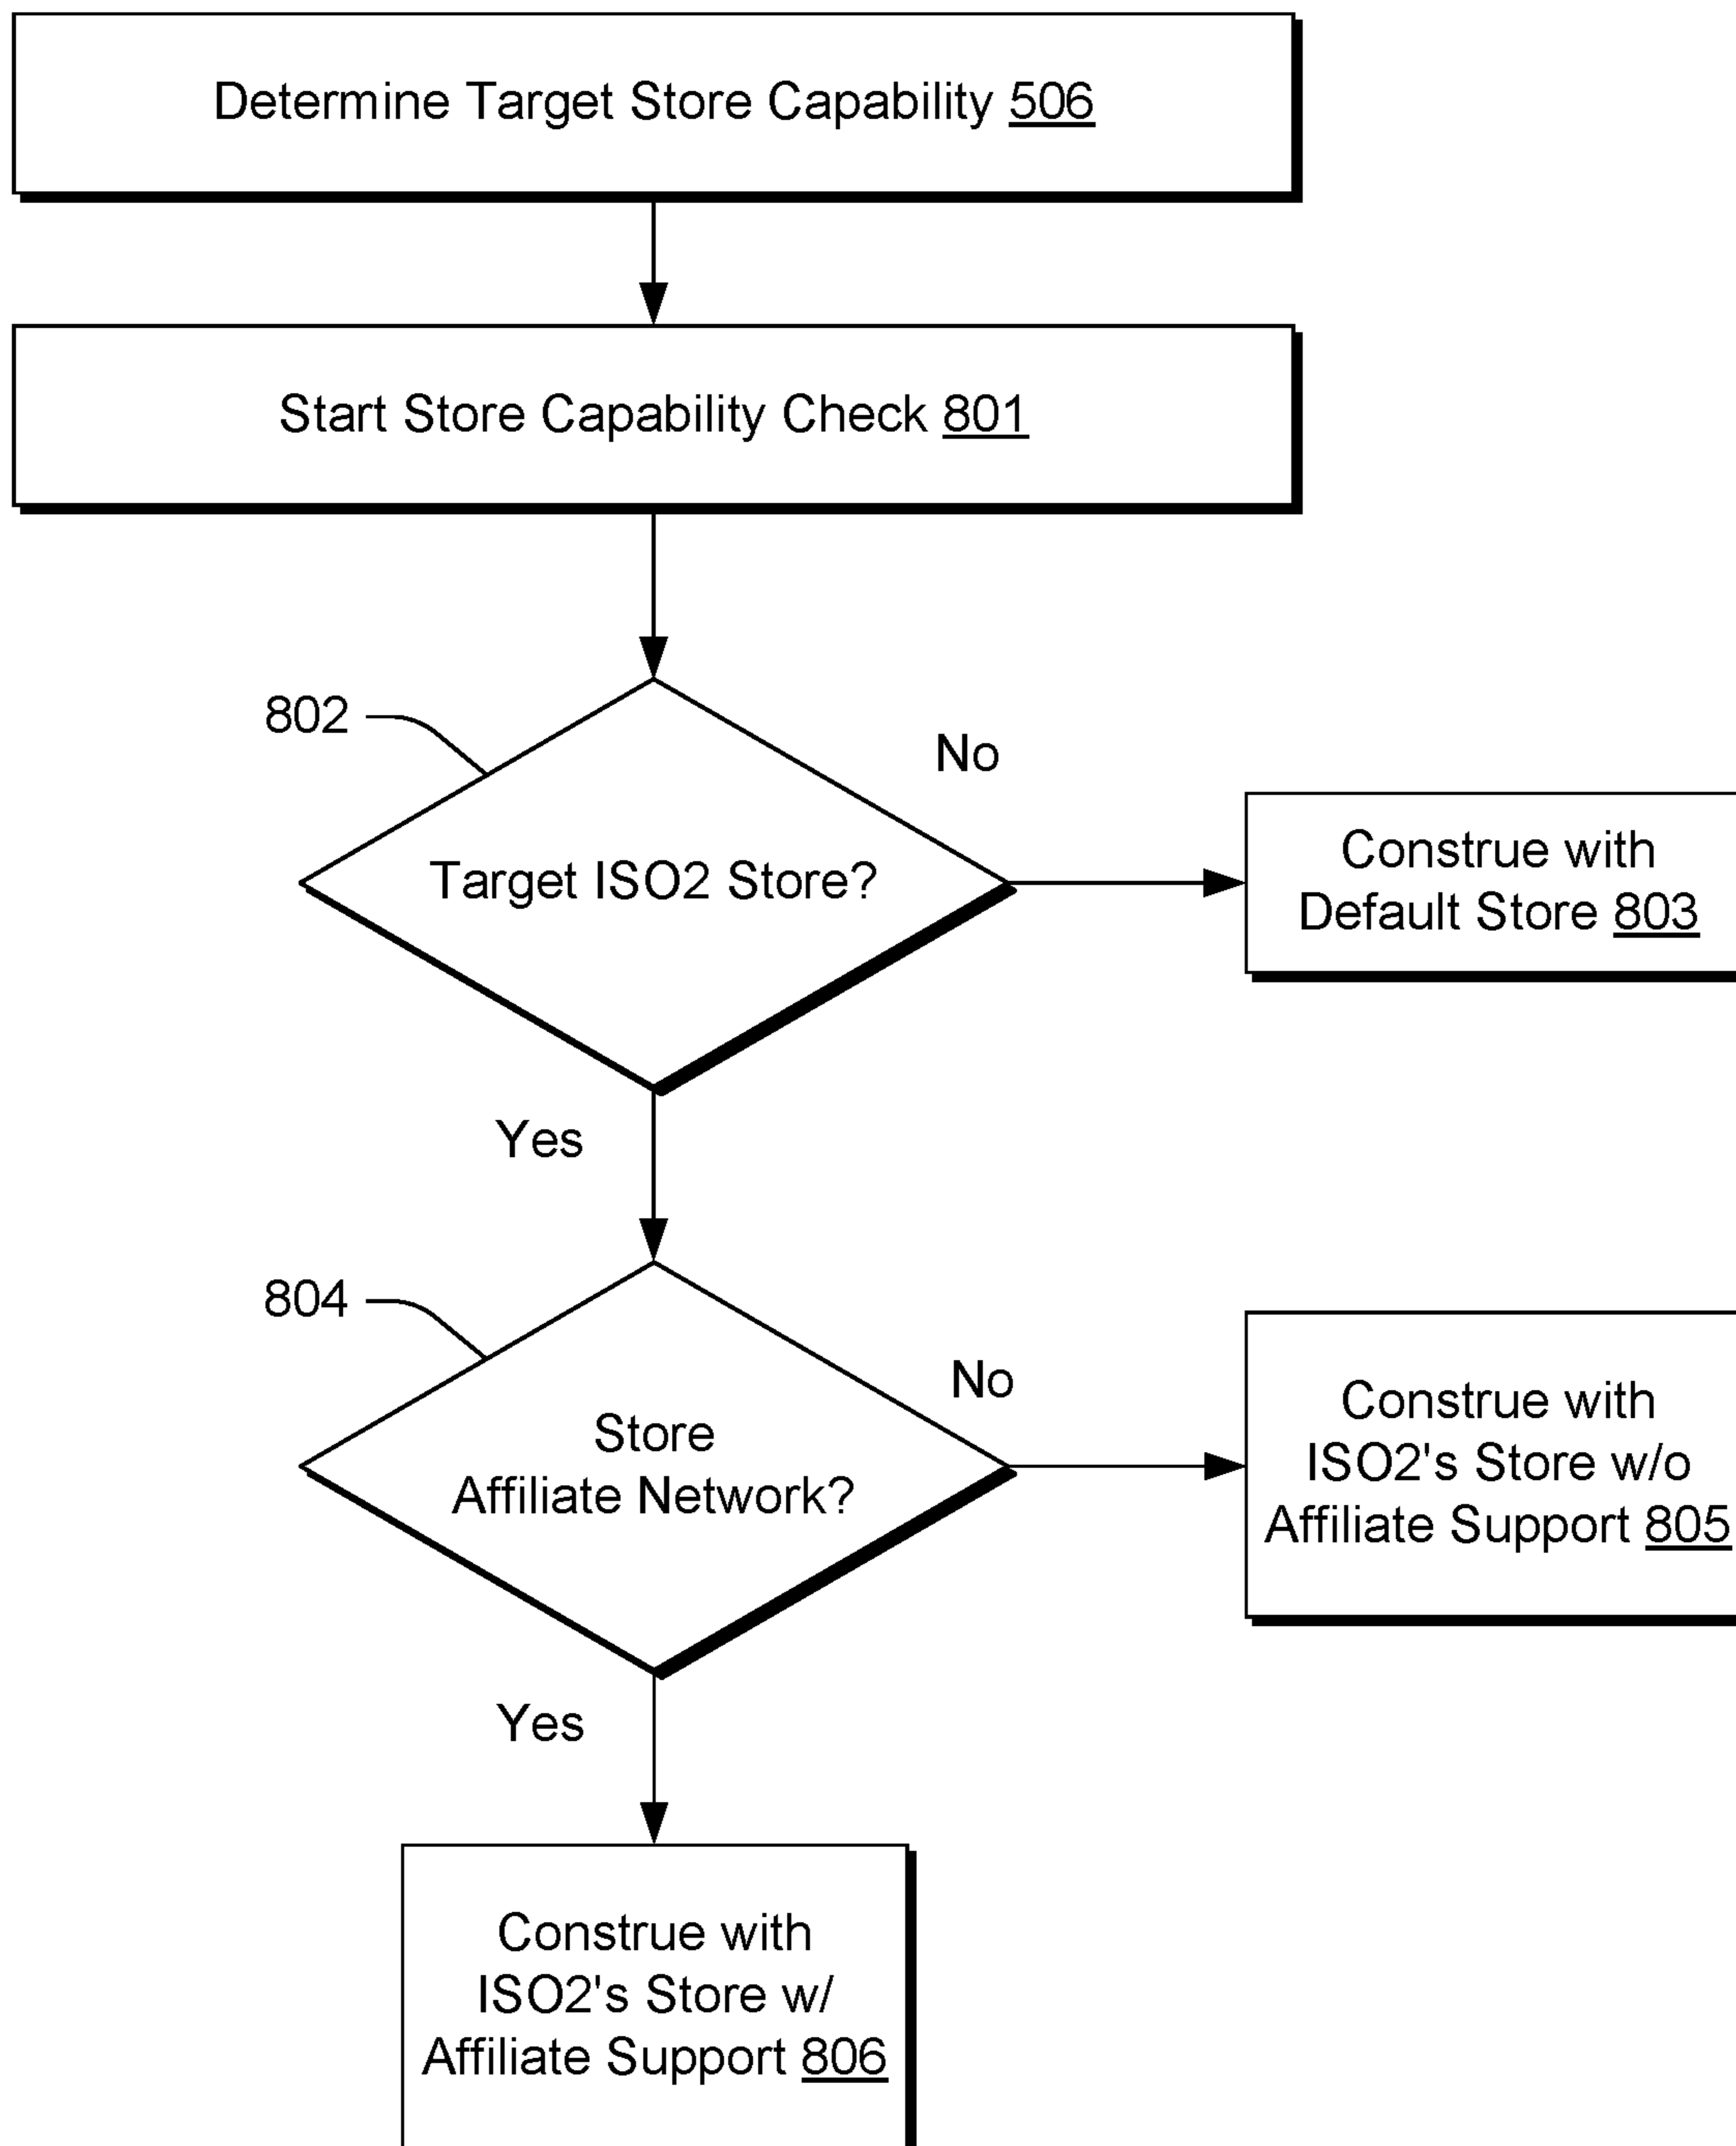 Determine Target Store Capability 506
Start Store Capability Check 801
802
No
Target ISO2 Store?
Construe with
Default Store 803
Yes
804
No
Store
Affiliate Network?
Construe with
ISO2's Store w/o
Affiliate Support 805
Yes
Construe with
ISO2's Store w/
Affiliate Support 806